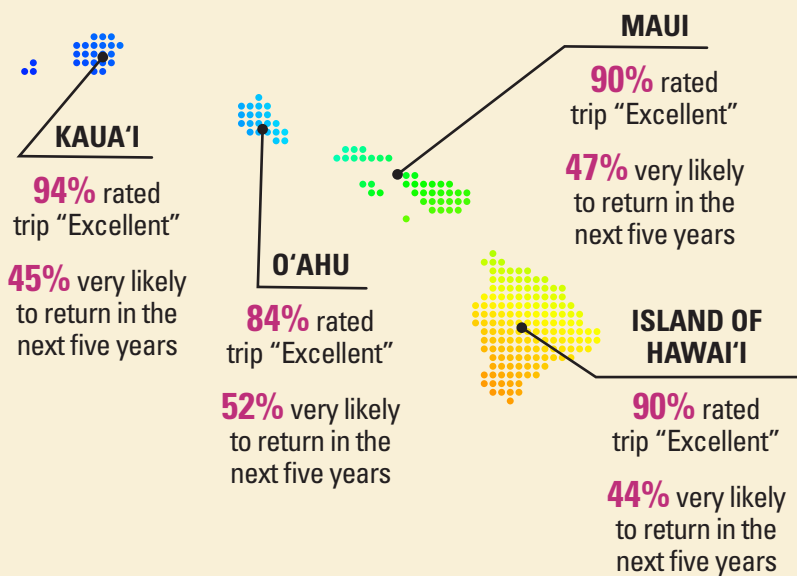 KAUA‘I
94% rated
trip “Excellent”
45% very likely
to return in the
next five years
O‘AHU
84% rated
trip “Excellent”
52% very likely
to return in the
next five years
MAUI
90% rated
trip “Excellent”
47% very likely
to return in the
next five years
ISLAND OF
HAWAI‘I
90% rated
trip “Excellent”
44% very likely
to return in the
next five years